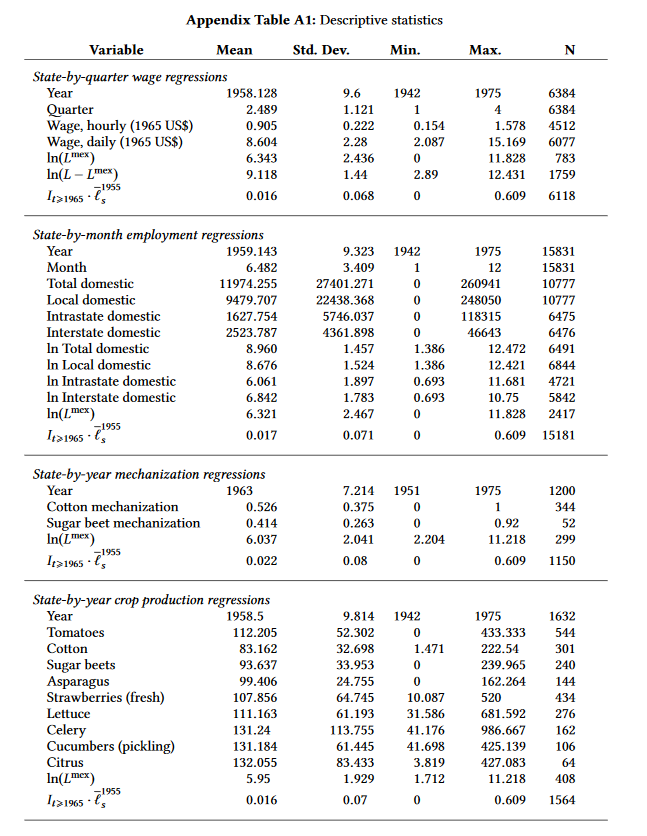 Appendix Table A1: Descriptive statistics
Variable Mean Std. Dev. Min. Max. N
State-by-quarter wage regressions
Year 1958.128 9.6 1942 1975 6384
Quarter 2.489 1.121 1 4 6384
Wage, hourly (1965 US$) 0.905 0.222 0.154 1.578 4512
Wage, daily (1965 US$) 8.604 2.28 2.087 15.169 6077
ln(L^mex) 6.343 2.436 0 11.828 783
ln(L − L^mex) 9.118 1.44 2.89 12.431 1759
I_{t⩾1965} · ℓ̄_s^{1955} 0.016 0.068 0 0.609 6118
State-by-month employment regressions
Year 1959.143 9.323 1942 1975 15831
Month 6.482 3.409 1 12 15831
Total domestic 11974.255 27401.271 0 260941 10777
Local domestic 9479.707 22438.368 0 248050 10777
Intrastate domestic 1627.754 5746.037 0 118315 6475
Interstate domestic 2523.787 4361.898 0 46643 6476
ln Total domestic 8.960 1.457 1.386 12.472 6491
ln Local domestic 8.676 1.524 1.386 12.421 6844
ln Intrastate domestic 6.061 1.897 0.693 11.681 4721
ln Interstate domestic 6.842 1.783 0.693 10.75 5842
ln(L^mex) 6.321 2.467 0 11.828 2417
I_{t⩾1965} · ℓ̄_s^{1955} 0.017 0.071 0 0.609 15181
State-by-year mechanization regressions
Year 1963 7.214 1951 1975 1200
Cotton mechanization 0.526 0.375 0 1 344
Sugar beet mechanization 0.414 0.263 0 0.92 52
ln(L^mex) 6.037 2.041 2.204 11.218 299
I_{t⩾1965} · ℓ̄_s^{1955} 0.022 0.08 0 0.609 1150
State-by-year crop production regressions
Year 1958.5 9.814 1942 1975 1632
Tomatoes 112.205 52.302 0 433.333 544
Cotton 83.162 32.698 1.471 222.54 301
Sugar beets 93.637 33.953 0 239.965 240
Asparagus 99.406 24.755 0 162.264 144
Strawberries (fresh) 107.856 64.745 10.087 520 434
Lettuce 111.163 61.193 31.586 681.592 276
Celery 131.24 113.755 41.176 986.667 162
Cucumbers (pickling) 131.184 61.445 41.698 425.139 106
Citrus 132.055 83.433 3.819 427.083 64
ln(L^mex) 5.95 1.929 1.712 11.218 408
I_{t⩾1965} · ℓ̄_s^{1955} 0.016 0.07 0 0.609 1564